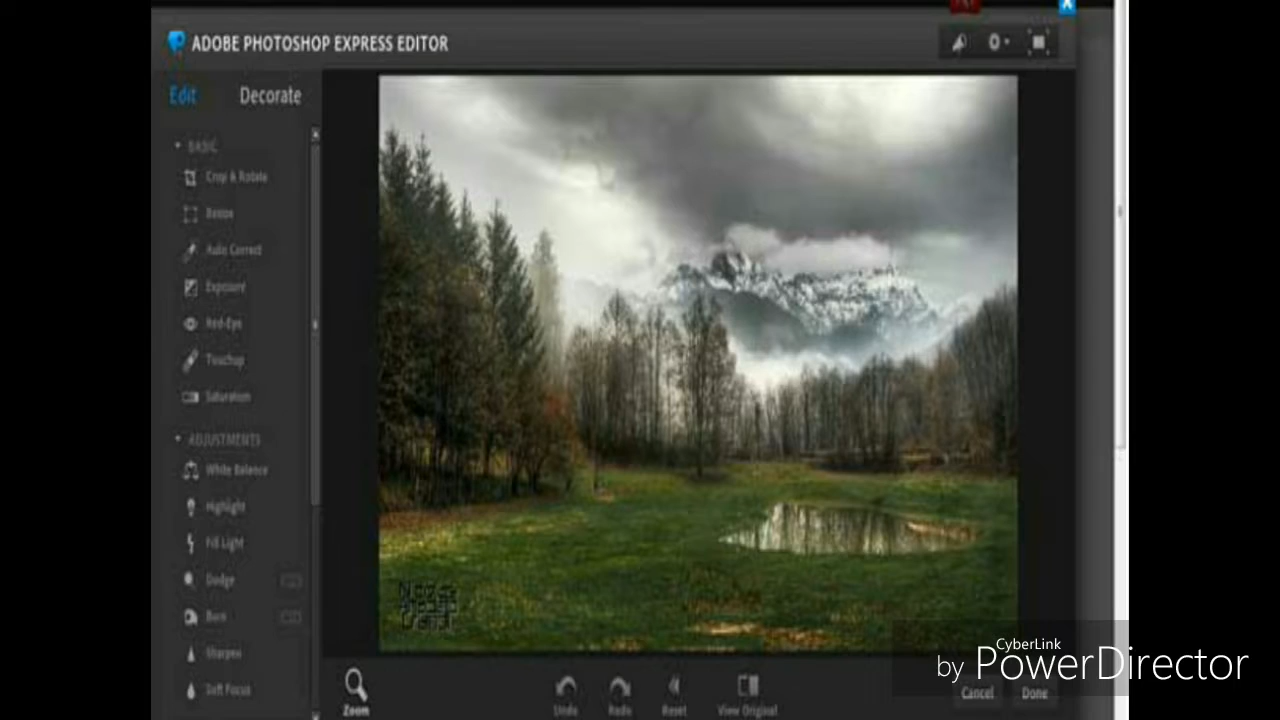 ADOBE PHOTOSHOP EXPRESS EDITOR
Edit
Decorate
BASIC
Crop & Rotate
Resize
Auto Correct
Exposure
Red-Eye
Touchup
Saturation
ADJUSTMENTS
White Balance
Highlight
Fill Light
Dodge
Burn
Sharpen
Soft Focus
Zoom
Undo
Redo
Reset
View Original
Cancel
Done
CyberLink
by PowerDirector